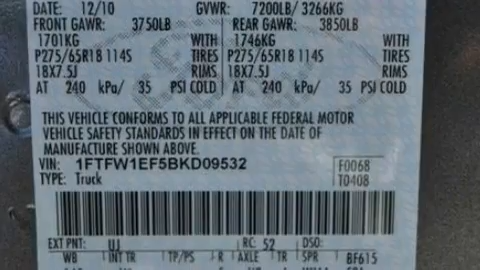 DATE: 12/10 GVWR: 7200LB/ 3266KG
FRONT GAWR: 3750LB REAR GAWR: 3850LB
1701KG WITH 1746KG WITH
P275/65R18 114S TIRES P275/65R18 114S TIRES
18X7.5J RIMS 18X7.5J RIMS
AT 240 kPa/ 35 PSI COLD AT 240 kPa/ 35 PSI COLD
THIS VEHICLE CONFORMS TO ALL APPLICABLE FEDERAL MOTOR
VEHICLE SAFETY STANDARDS IN EFFECT ON THE DATE OF
MANUFACTURE SHOWN ABOVE.
VIN: 1FTFW1EF5BKD09532 F0068
TYPE: Truck T0408
EXT PNT: UJ RC: 52 DSO:
WB INT TR TP/PS R AXLE TR SPR BF615